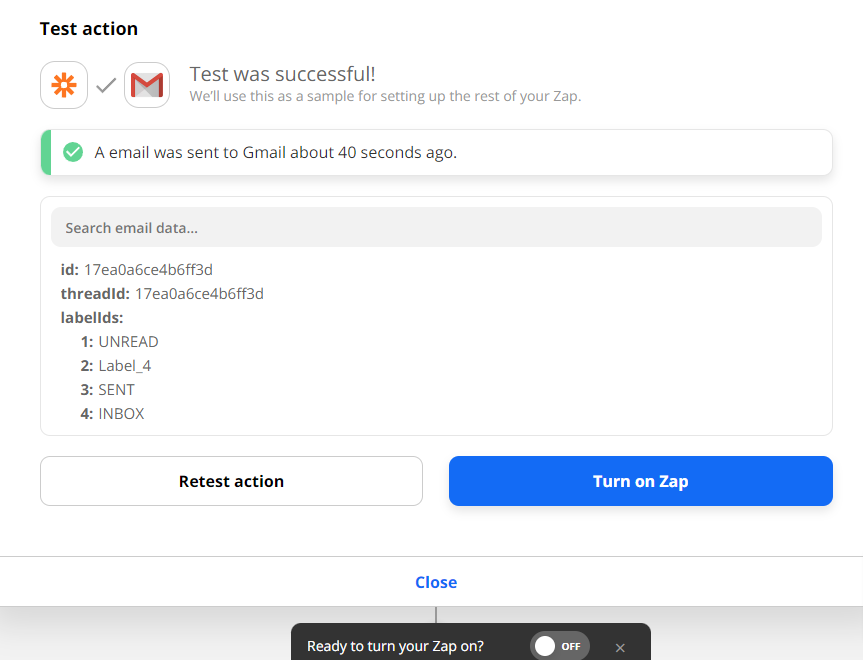 Test action
Test was successful!
We'll use this as a sample for setting up the rest of your Zap.
A email was sent to Gmail about 40 seconds ago.
Search email data...
id: 17ea0a6ce4b6ff3d
threadId: 17ea0a6ce4b6ff3d
labelIds:
1: UNREAD
2: Label_4
3: SENT
4: INBOX
Retest action
Turn on Zap
Close
Ready to turn your Zap on?
OFF